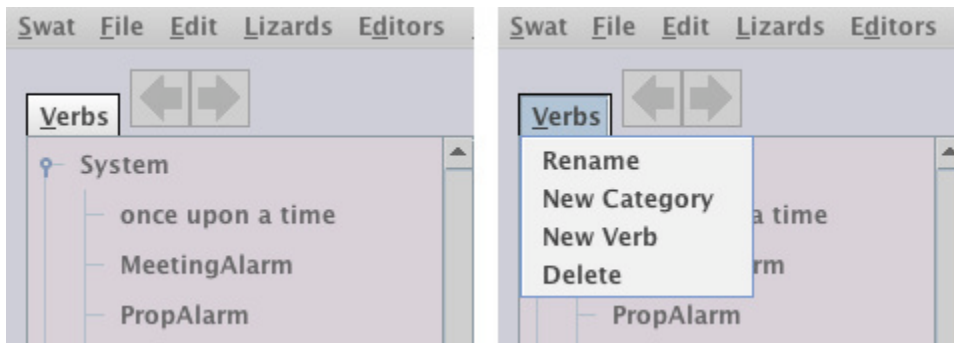 Swat File Edit Lizards Editors
Verbs
System
once upon a time
MeetingAlarm
PropAlarm
Swat File Edit Lizards Editors
Verbs
Rename
New Category
New Verb
Delete
a time
rm
PropAlarm